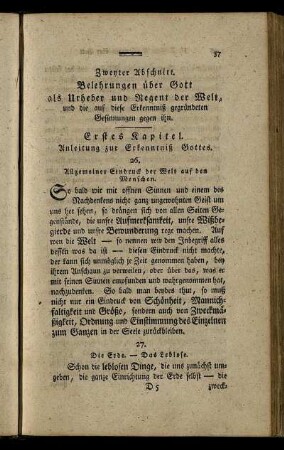 57
Zweyter Abschnitt.
Belehrungen über Gott
als Urheber und Regent der Welt,
und die auf diese Erkenntniß gegründeten
Gesinnungen gegen ihn.
Erstes Kapitel.
Anleitung zur Erkenntniß Gottes.
26.
Allgemeiner Eindruck der Welt auf den
Menschen.
So bald wir mit offnen Sinnen und einem des
Nachdenkens nicht ganz ungewohnten Geist um
uns her sehen, so drängen sich von allen Seiten Ge-
genstände, die unsre Aufmerksamkeit, unsre Wißbe-
gierde und unsre Bewunderung rege machen. Auf
wen die Welt — so nennen wir den Inbegriff alles
dessen was da ist — diesen Eindruck nicht machte,
der kann sich unmöglich je Zeit genommen haben, bey
ihrem Anschaun zu verweilen, oder über das, was er
mit seinen Sinnen empfunden und wahrgenommen hat,
nachzudenken. So bald man beydes thut, so muß
nicht nur ein Eindruck von Schönheit, Mannich-
faltigkeit und Größe, sondern auch von Zweckmä-
ßigkeit, Ordnung und Einstimmung des Einzelnen
zum Ganzen in der Seele zurückbleiben.
27.
Die Erde. — Das Leblose.
Schon die leblosen Dinge, die uns zunächst um-
geben, die ganze Einrichtung der Erde selbst — die
D 5
zweck-